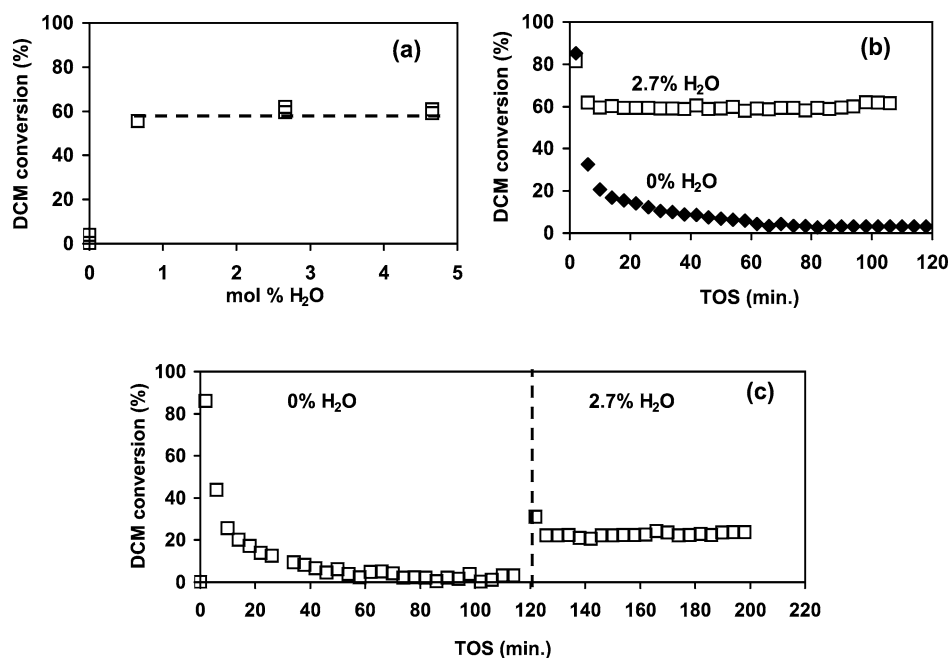 (a)
DCM conversion (%)
100
80
60
40
20
0
0 1 2 3 4 5
mol % H₂O
(b)
DCM conversion (%)
100
80
60
40
20
0
2.7% H₂O
0% H₂O
0 20 40 60 80 100 120
TOS (min.)
(c)
DCM conversion (%)
100
80
60
40
20
0
0% H₂O
2.7% H₂O
0 20 40 60 80 100 120 140 160 180 200 220
TOS (min.)